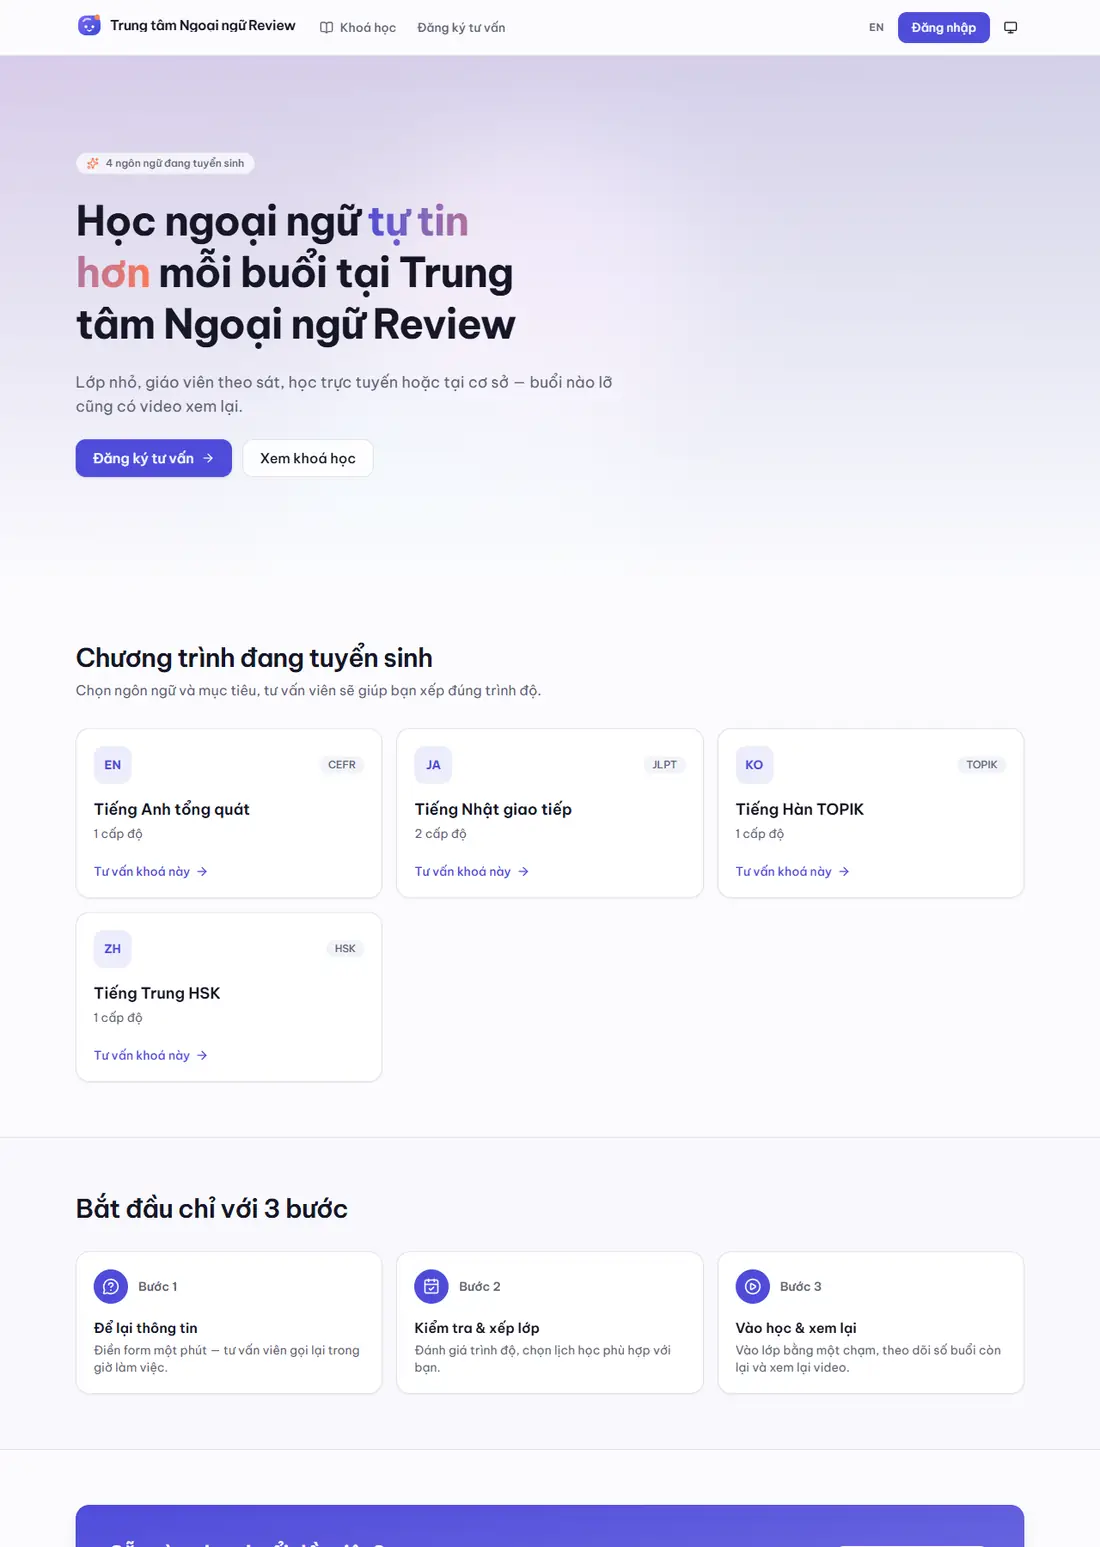 Trung tâm Ngoại ngữ Review
Khoá học
Đăng ký tư vấn
EN
Đăng nhập
4 ngôn ngữ đang tuyển sinh
Học ngoại ngữ tự tin
hơn mỗi buổi tại Trung
tâm Ngoại ngữ Review
Lớp nhỏ, giáo viên theo sát, học trực tuyến hoặc tại cơ sở — buổi nào lỡ
cũng có video xem lại.
Đăng ký tư vấn
Xem khoá học
Chương trình đang tuyển sinh
Chọn ngôn ngữ và mục tiêu, tư vấn viên sẽ giúp bạn xếp đúng trình độ.
EN
CEFR
Tiếng Anh tổng quát
1 cấp độ
Tư vấn khoá này
JA
JLPT
Tiếng Nhật giao tiếp
2 cấp độ
Tư vấn khoá này
KO
TOPIK
Tiếng Hàn TOPIK
1 cấp độ
Tư vấn khoá này
ZH
HSK
Tiếng Trung HSK
1 cấp độ
Tư vấn khoá này
Bắt đầu chỉ với 3 bước
Bước 1
Để lại thông tin
Điền form một phút — tư vấn viên gọi lại trong
giờ làm việc.
Bước 2
Kiểm tra & xếp lớp
Đánh giá trình độ, chọn lịch học phù hợp với
bạn.
Bước 3
Vào học & xem lại
Vào lớp bằng một chạm, theo dõi số buổi còn
lại và xem lại video.